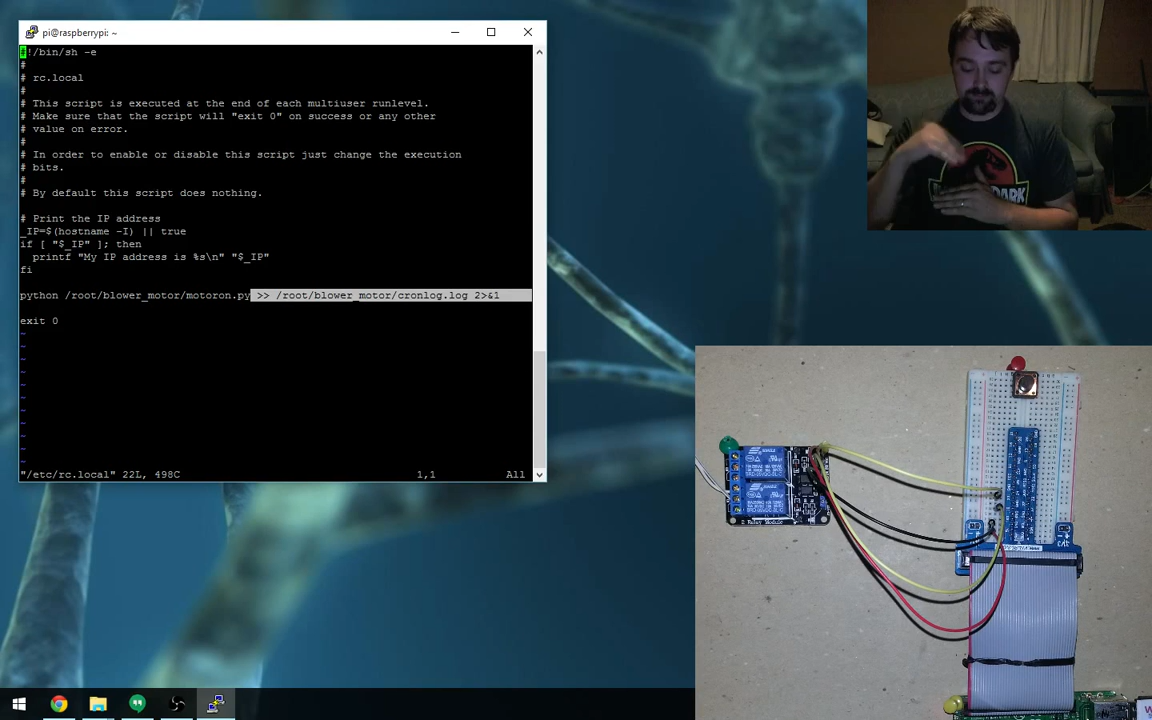 pi@raspberrypi: ~
#!/bin/sh -e
#
# rc.local
#
# This script is executed at the end of each multiuser runlevel.
# Make sure that the script will "exit 0" on success or any other
# value on error.
#
# In order to enable or disable this script just change the execution
# bits.
#
# By default this script does nothing.
# Print the IP address
_IP=$(hostname -I) || true
if [ "$_IP" ]; then
printf "My IP address is %s\n" "$_IP"
fi
python /root/blower_motor/motoron.py >> /root/blower_motor/cronlog.log 2>&1
exit 0
~
~
~
~
~
~
~
~
~
~
~
"/etc/rc.local" 22L, 498C 1,1 All
2 Relay Module